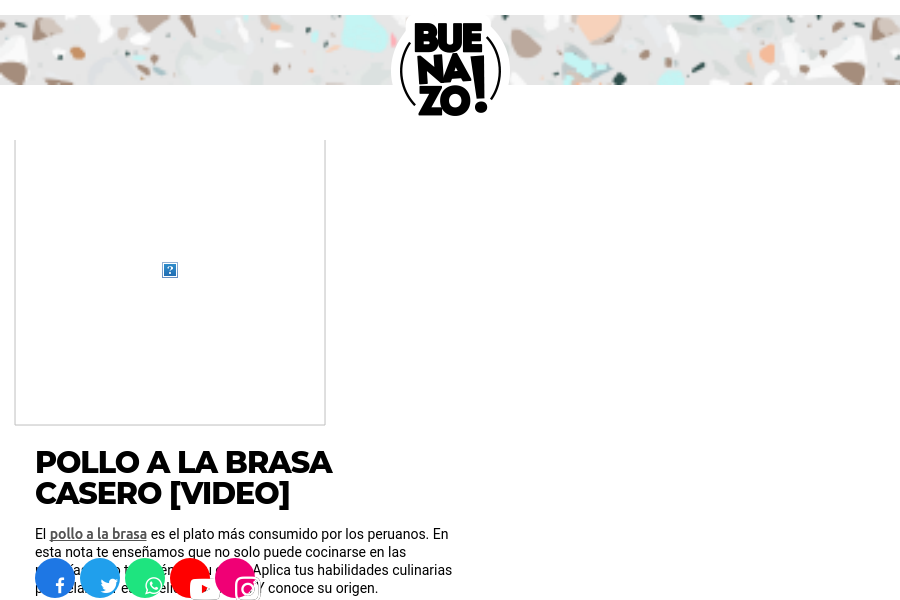 BUE
NA
ZO!
POLLO A LA BRASA
CASERO [VIDEO]
El pollo a la brasa es el plato más consumido por los peruanos. En
esta nota te enseñamos que no solo puede cocinarse en las
Aplica tus habilidades culinarias
Y conoce su origen.